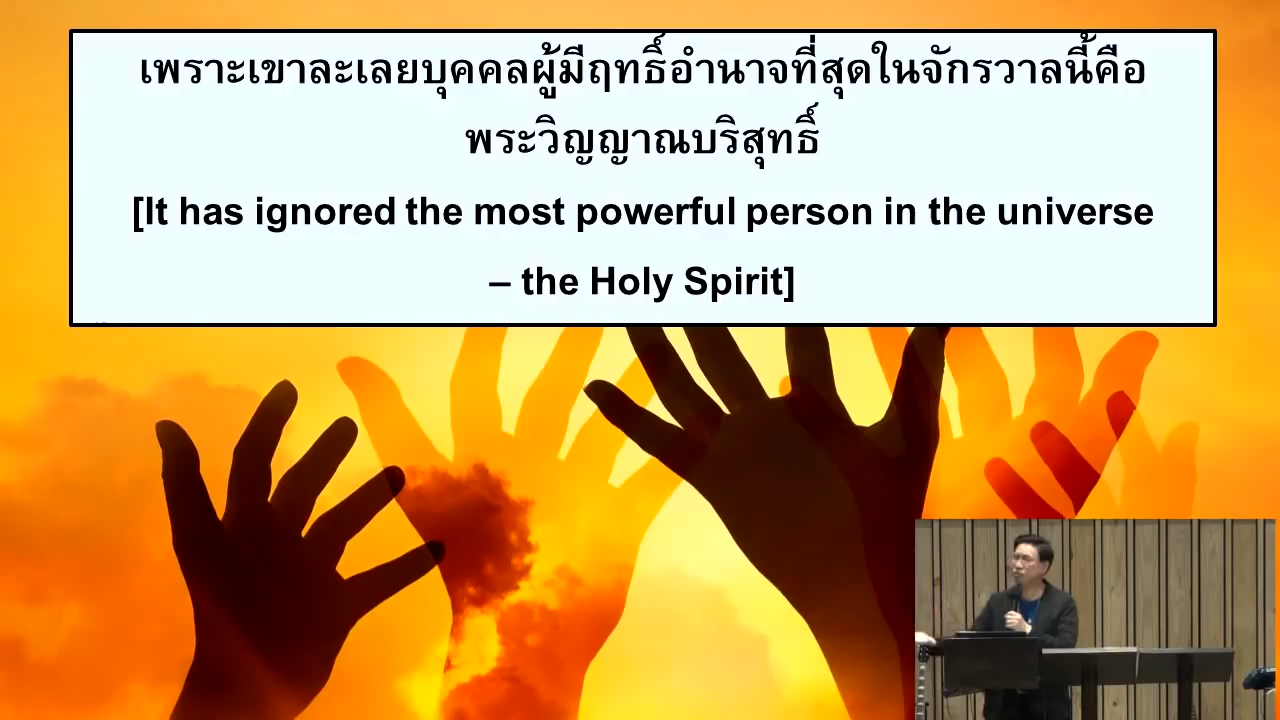 เพราะเขาละเลยบุคคลผู้มีฤทธิ์อำนาจที่สุดในจักรวาลนี้คือ
พระวิญญาณบริสุทธิ์
[It has ignored the most powerful person in the universe
– the Holy Spirit]